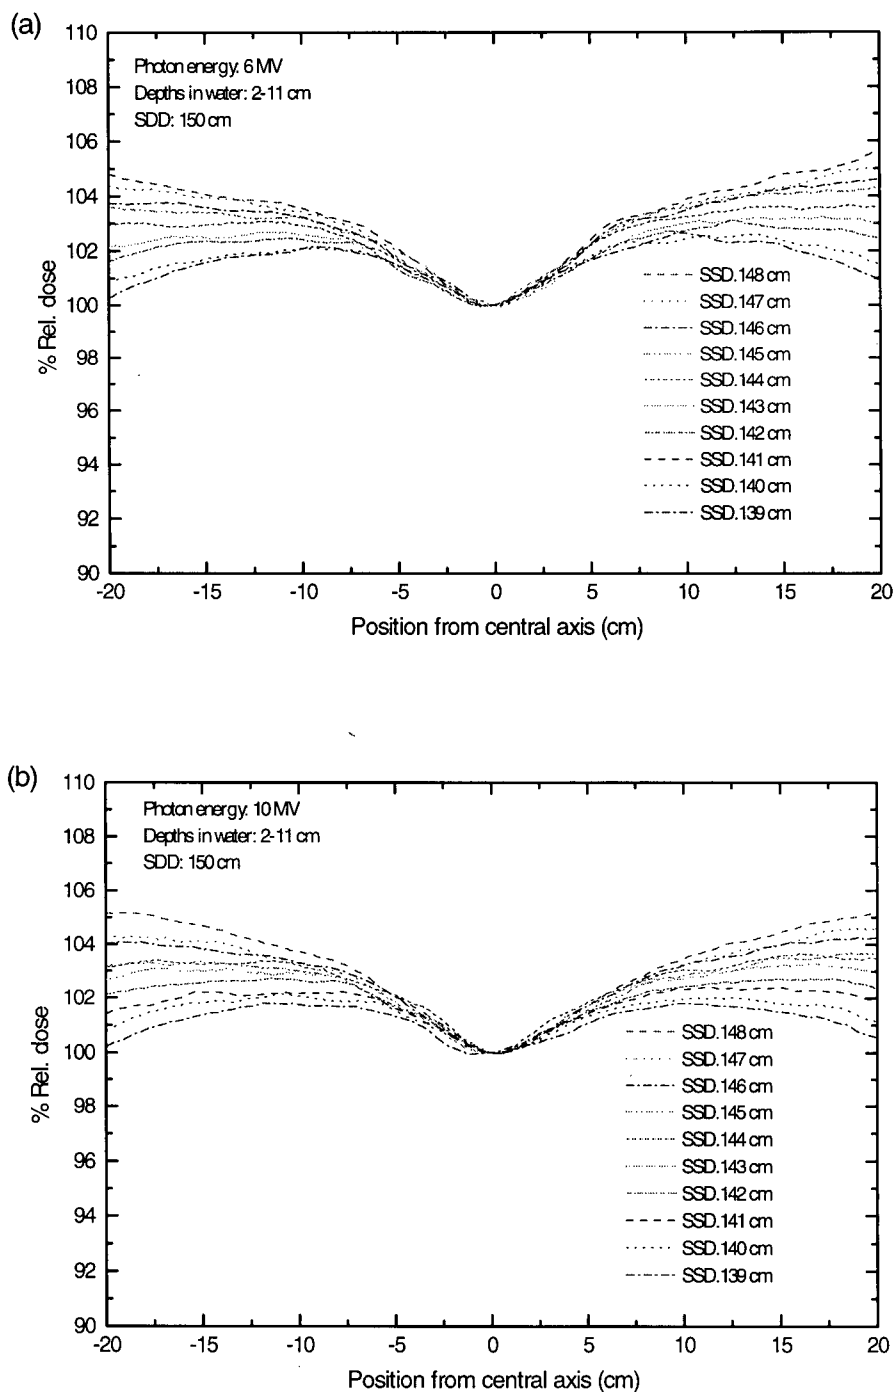 (a)
110
108
106
104
102
100
98
96
94
92
90
% Rel. dose
Photon energy: 6 MV
Depths in water: 2-11 cm
SDD: 150 cm
SSD.148 cm
SSD.147 cm
SSD.146 cm
SSD.145 cm
SSD.144 cm
SSD.143 cm
SSD.142 cm
SSD.141 cm
SSD.140 cm
SSD.139 cm
-20 -15 -10 -5 0 5 10 15 20
Position from central axis (cm)
(b)
110
108
106
104
102
100
98
96
94
92
90
% Rel. dose
Photon energy: 10 MV
Depths in water: 2-11 cm
SDD: 150 cm
SSD.148 cm
SSD.147 cm
SSD.146 cm
SSD.145 cm
SSD.144 cm
SSD.143 cm
SSD.142 cm
SSD.141 cm
SSD.140 cm
SSD.139 cm
-20 -15 -10 -5 0 5 10 15 20
Position from central axis (cm)